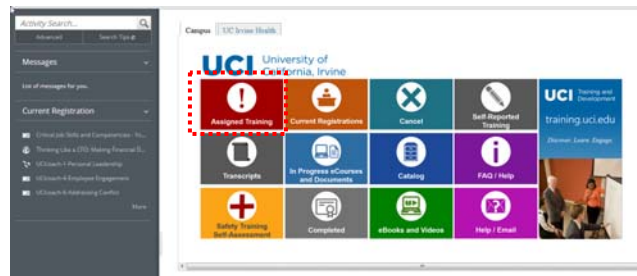 Activity Search...
Advanced
Search Tips
Messages
List of messages for you.
Current Registration
Critical Job Skills and Competencies - Yo...
Thinking Like a CFO: Making Financial D...
UCIcoach-1 Personal Leadership
UCIcoach-4 Employee Engagement
UCIcoach-6 Addressing Conflict
More
Campus
UC Irvine Health
UCI University of
California, Irvine
Assigned Training
Current Registrations
Cancel
Self-Reported
Training
UCI Training and
Development
training.uci.edu
Discover. Learn. Engage.
Transcripts
In Progress eCourses
and Documents
Catalog
FAQ / Help
Safety Training
Self-Assessment
Completed
eBooks and Videos
Help / Email